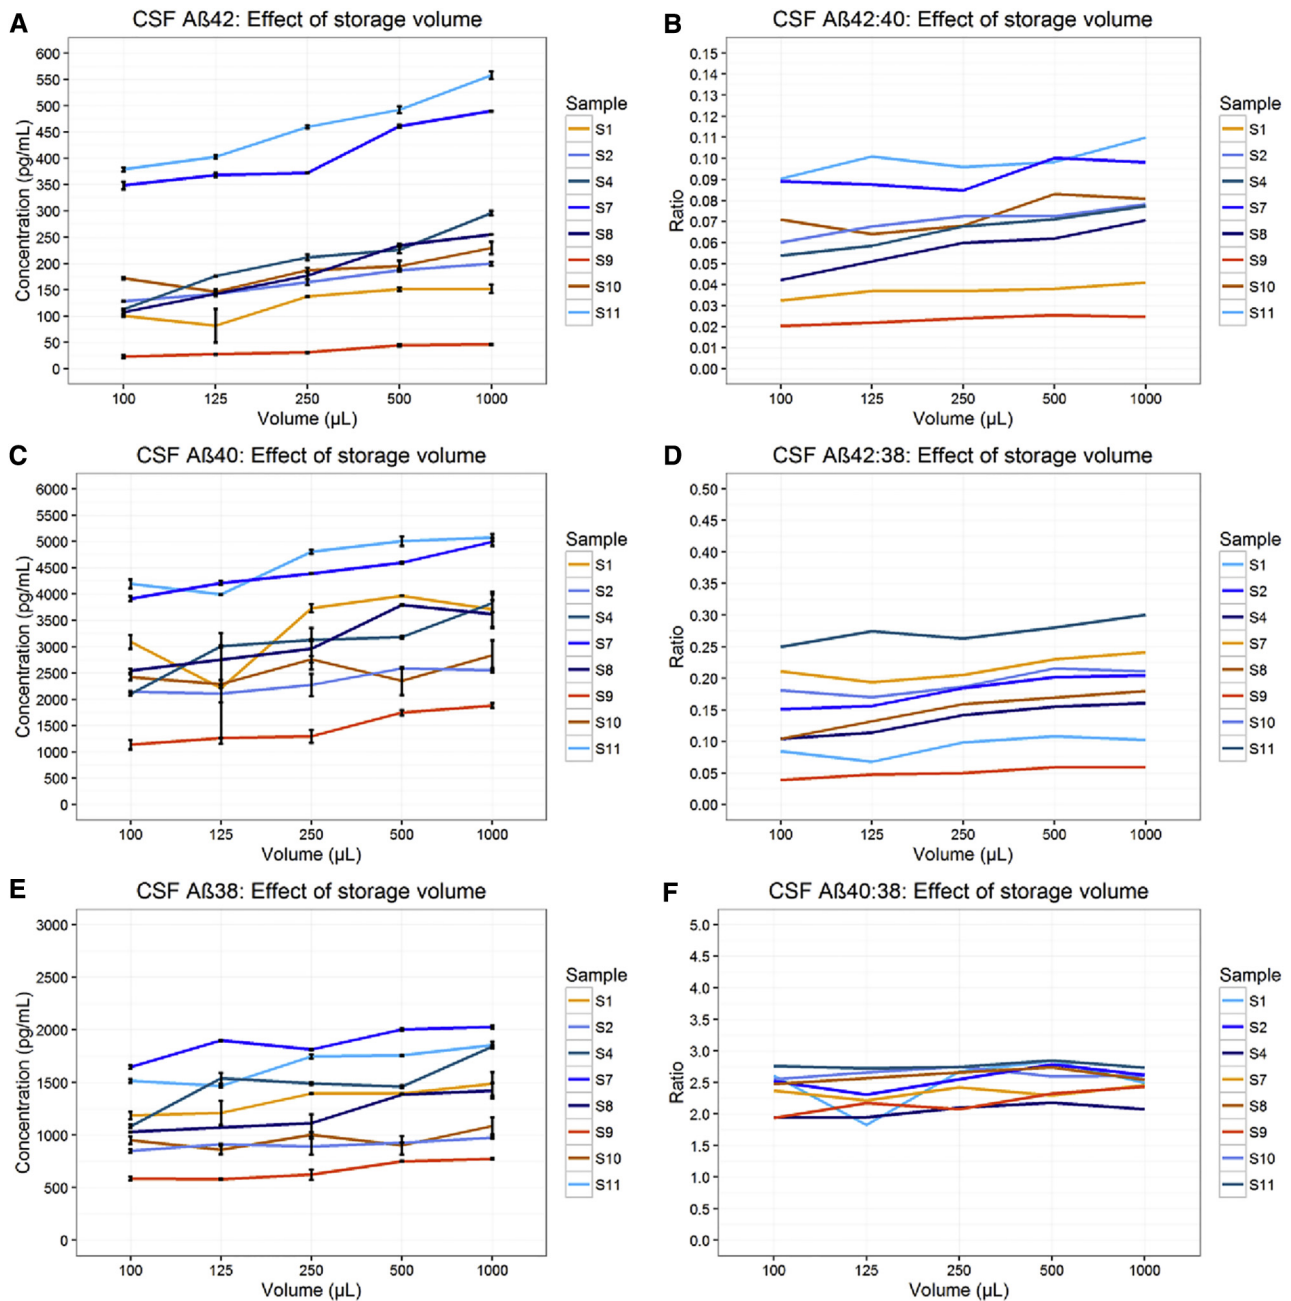 A
CSF Aß42: Effect of storage volume
600
550
500
450
400
350
300
250
200
150
100
50
0
Concentration (pg/mL)
100 125 250 500 1000
Volume (µL)
Sample
S1
S2
S4
S7
S8
S9
S10
S11
B
CSF Aß42:40: Effect of storage volume
0.15
0.14
0.13
0.12
0.11
0.10
0.09
0.08
0.07
0.06
0.05
0.04
0.03
0.02
0.01
0.00
Ratio
100 125 250 500 1000
Volume (µL)
Sample
S1
S2
S4
S7
S8
S9
S10
S11
C
CSF Aß40: Effect of storage volume
6000
5500
5000
4500
4000
3500
3000
2500
2000
1500
1000
500
0
Concentration (pg/mL)
100 125 250 500 1000
Volume (µL)
Sample
S1
S2
S4
S7
S8
S9
S10
S11
D
CSF Aß42:38: Effect of storage volume
0.50
0.45
0.40
0.35
0.30
0.25
0.20
0.15
0.10
0.05
0.00
Ratio
100 125 250 500 1000
Volume (µL)
Sample
S1
S2
S4
S7
S8
S9
S10
S11
E
CSF Aß38: Effect of storage volume
3000
2500
2000
1500
1000
500
0
Concentration (pg/mL)
100 125 250 500 1000
Volume (µL)
Sample
S1
S2
S4
S7
S8
S9
S10
S11
F
CSF Aß40:38: Effect of storage volume
5.0
4.5
4.0
3.5
3.0
2.5
2.0
1.5
1.0
0.5
0.0
Ratio
100 125 250 500 1000
Volume (µL)
Sample
S1
S2
S4
S7
S8
S9
S10
S11